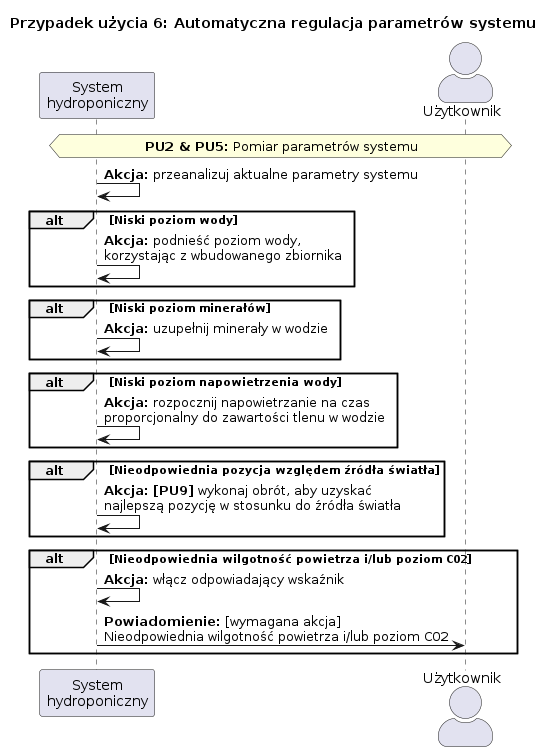 Przypadek użycia 6: Automatyczna regulacja parametrów systemu
System
hydroponiczny
Użytkownik
PU2 & PU5: Pomiar parametrów systemu
Akcja: przeanalizuj aktualne parametry systemu
alt [Niski poziom wody]
Akcja: podnieść poziom wody,
korzystając z wbudowanego zbiornika
alt [Niski poziom minerałów]
Akcja: uzupełnij minerały w wodzie
alt [Niski poziom napowietrzenia wody]
Akcja: rozpocznij napowietrzanie na czas
proporcjonalny do zawartości tlenu w wodzie
alt [Nieodpowiednia pozycja względem źródła światła]
Akcja: [PU9] wykonaj obrót, aby uzyskać
najlepszą pozycję w stosunku do źródła światła
alt [Nieodpowiednia wilgotność powietrza i/lub poziom CO2]
Akcja: włącz odpowiadający wskaźnik
Powiadomienie: [wymagana akcja]
Nieodpowiednia wilgotność powietrza i/lub poziom CO2
System
hydroponiczny
Użytkownik